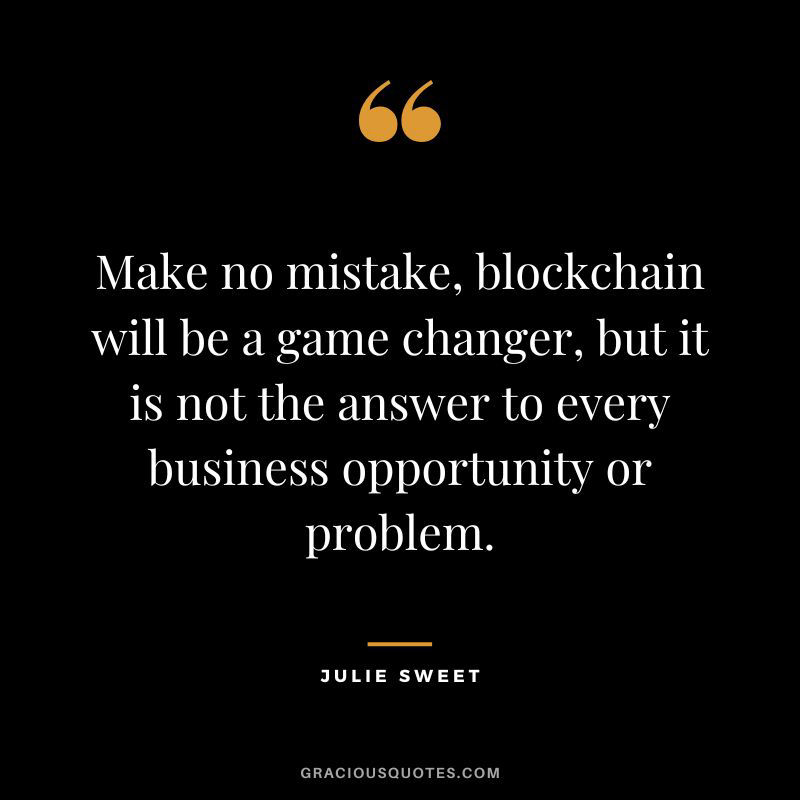 “
Make no mistake, blockchain
will be a game changer, but it
is not the answer to every
business opportunity or
problem.
JULIE SWEET
GRACIOUSQUOTES.COM